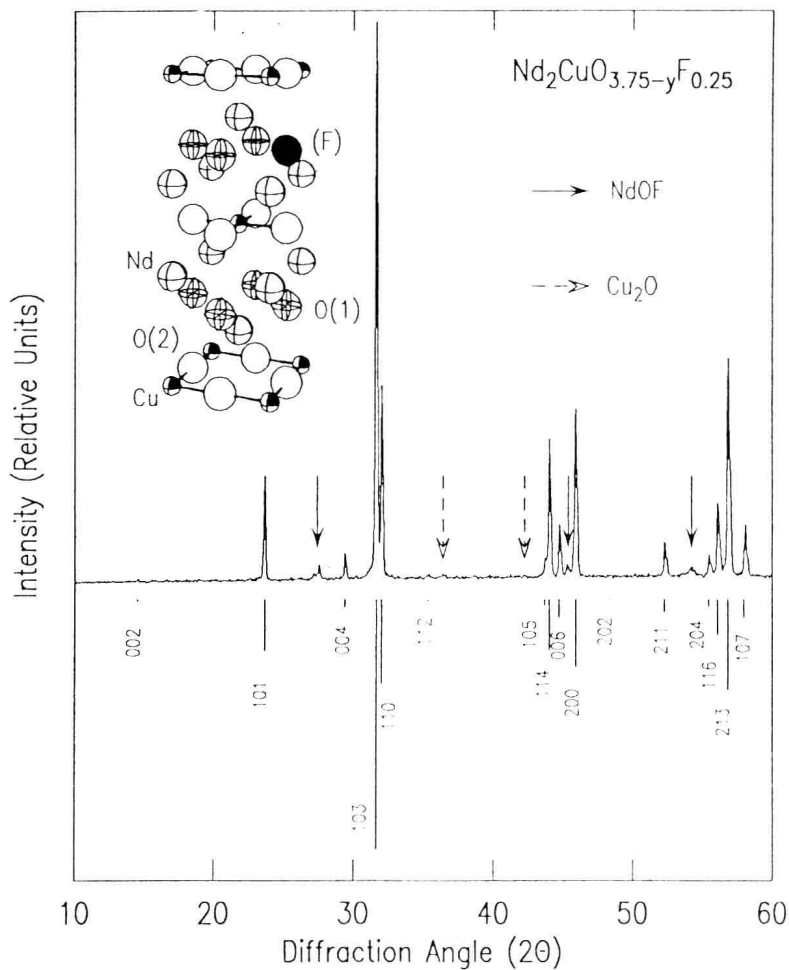 Nd₂CuO₃.₇₅₋yF₀.₂₅
(F)
NdOF
Nd
Cu₂O
O(1)
O(2)
Cu
Intensity (Relative Units)
002
101
004
103
110
112
105
114
006
200
202
211
204
116
213
107
10
20
30
40
50
60
Diffraction Angle (2Θ)